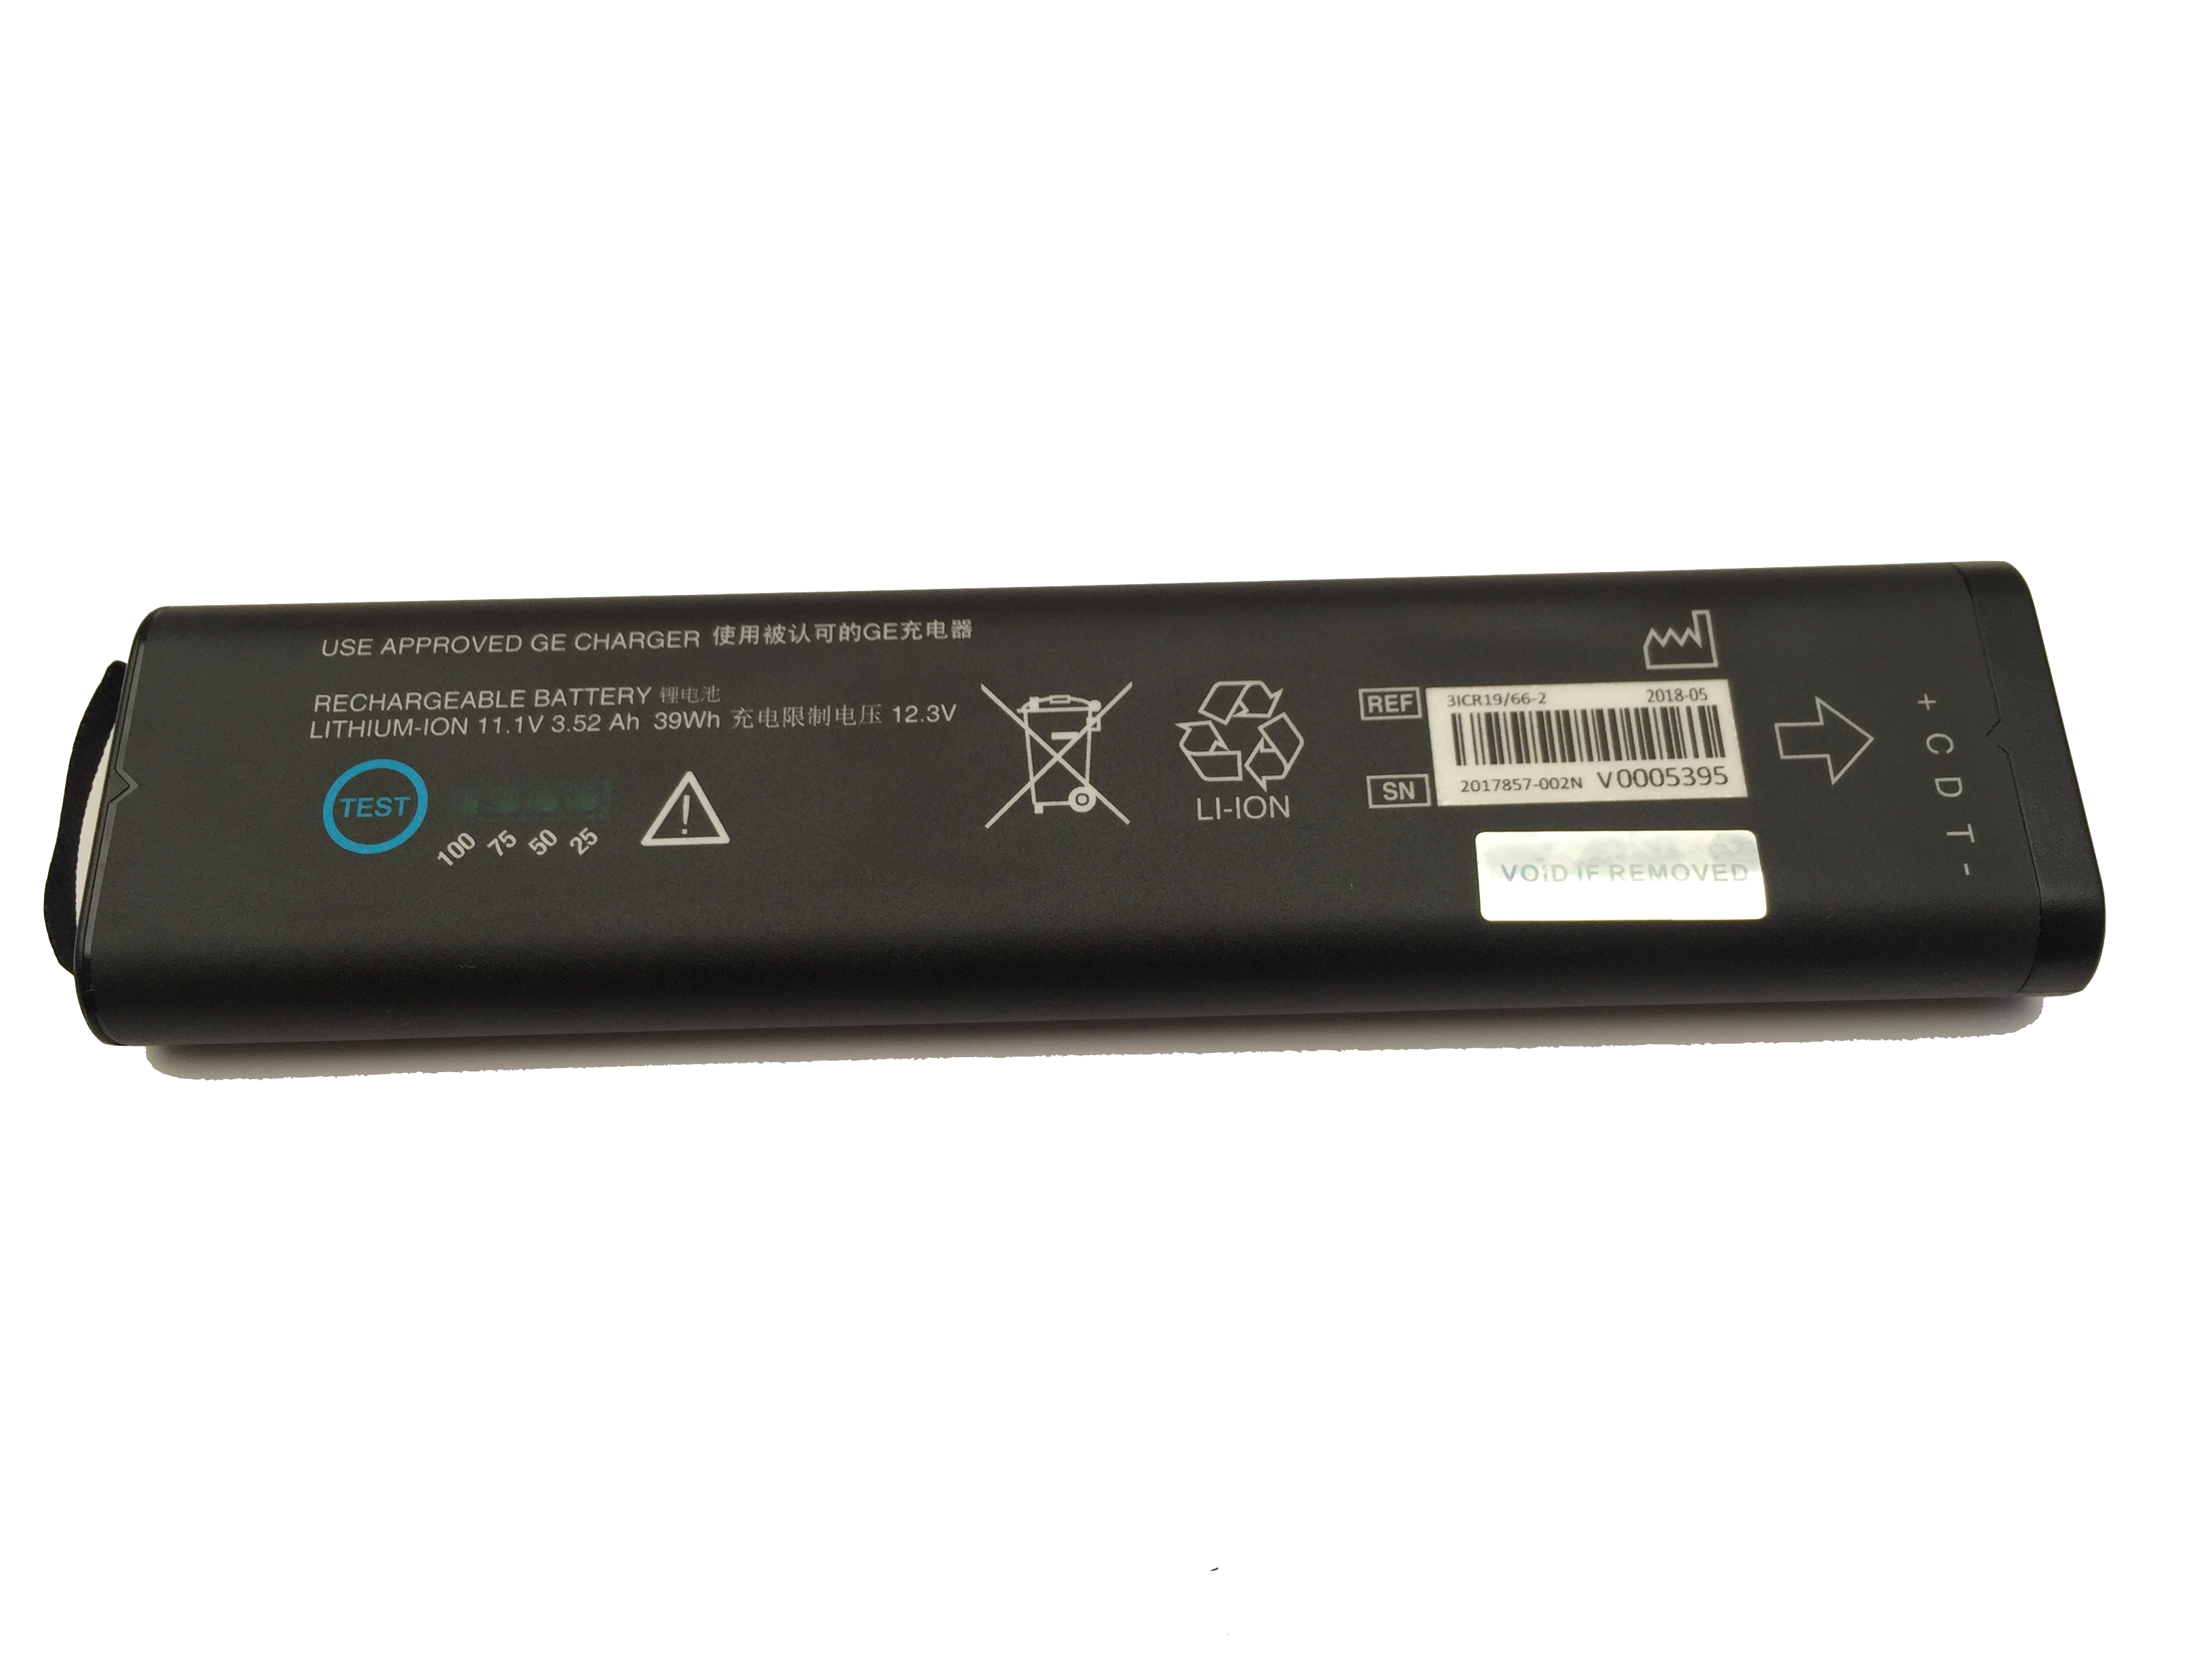 USE APPROVED GE CHARGER 使用被认可的GE充电器
RECHARGEABLE BATTERY 锂电池
LITHIUM-ION 11.1V 3.52 Ah 39Wh 充电限制电压 12.3V
TEST
100 75 50 25
LI-ION
REF
3ICR19/66-2 2018-05
SN
2017857-002N V0005395
VOID IF REMOVED
+ C D T -